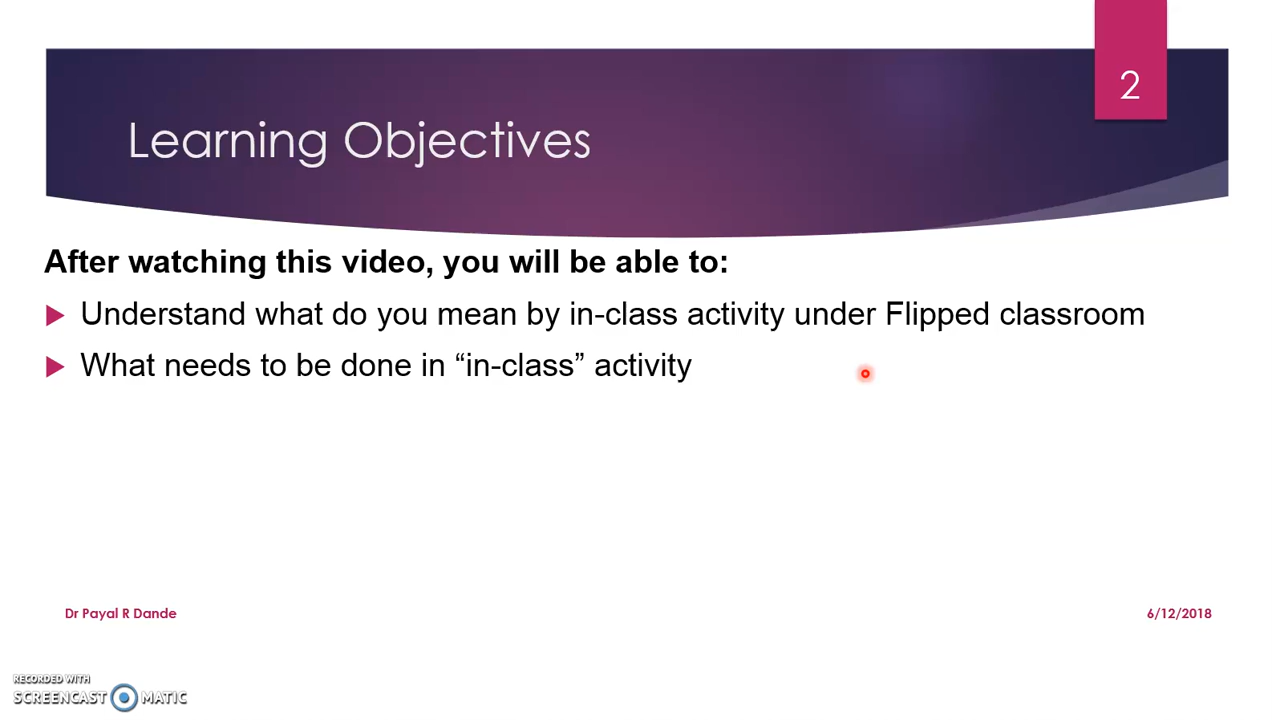 2
Learning Objectives
After watching this video, you will be able to:
Understand what do you mean by in-class activity under Flipped classroom
What needs to be done in “in-class” activity
Dr Payal R Dande
6/12/2018
RECORDED WITH
SCREENCAST MATIC